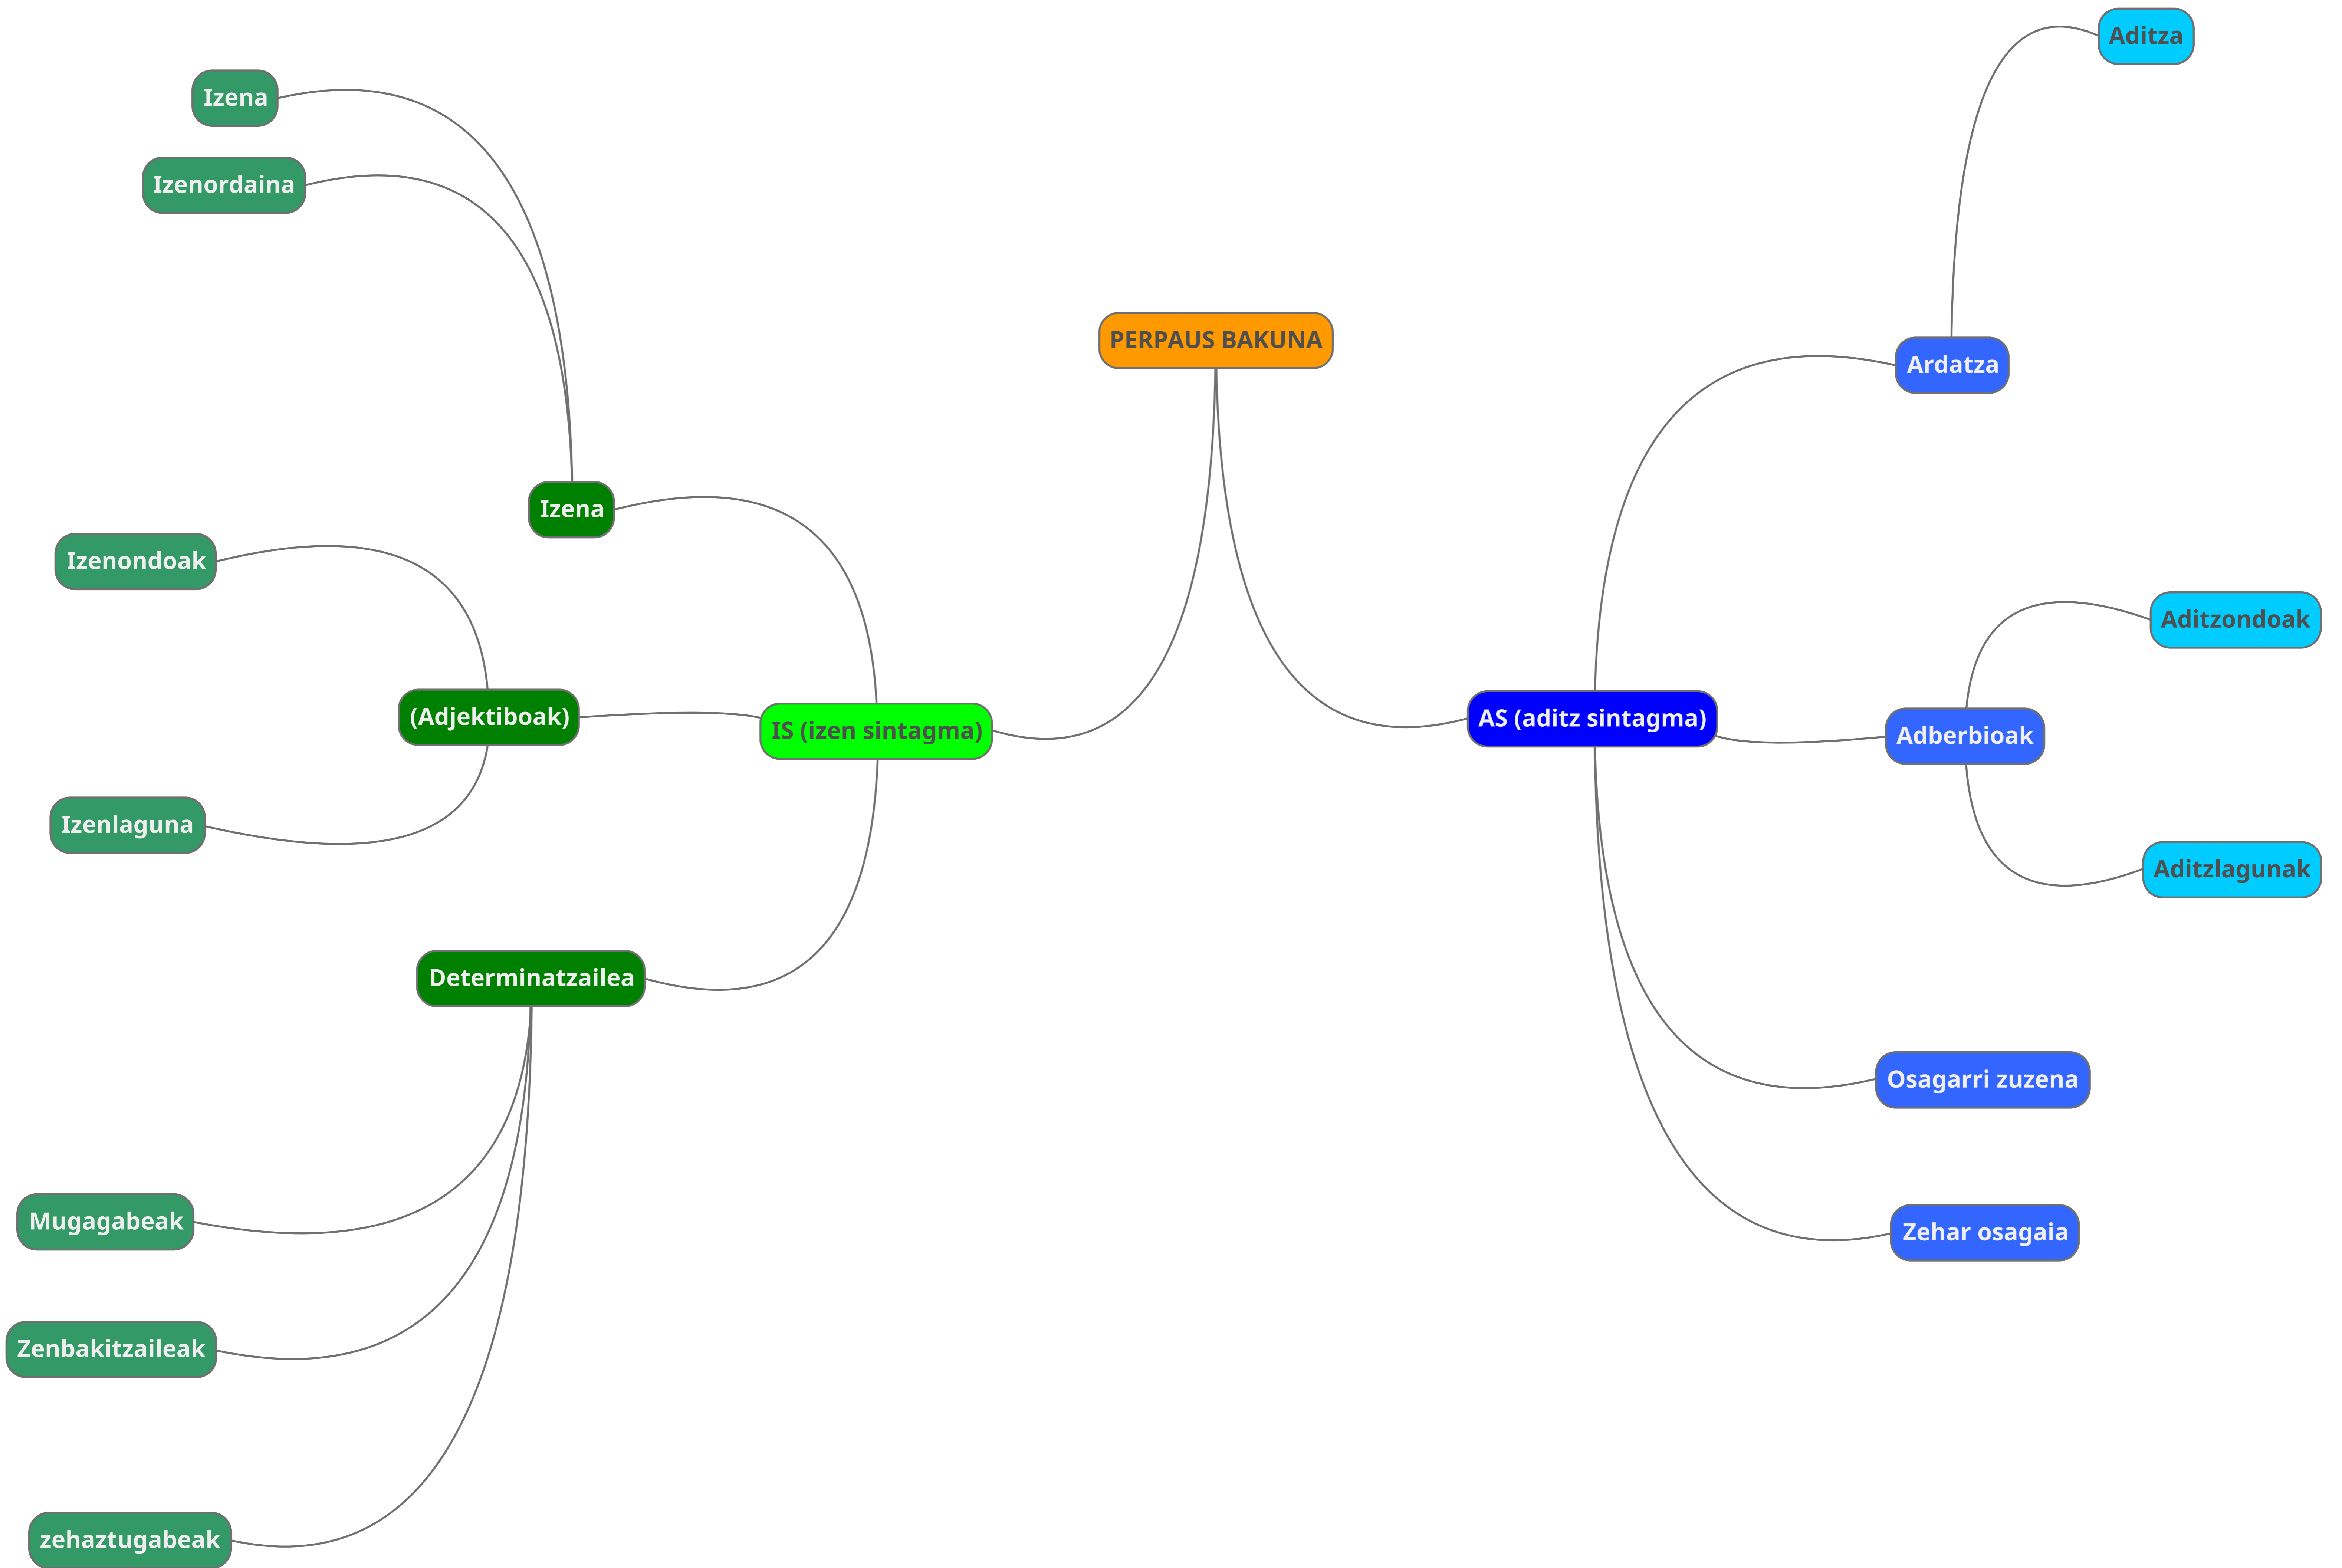 PERPAUS BAKUNA
IS (izen sintagma)
Izena
Izena
Izenordaina
(Adjektiboak)
Izenondoak
Izenlaguna
Determinatzailea
Mugagabeak
Zenbakitzaileak
zehaztugabeak
AS (aditz sintagma)
Ardatza
Aditza
Adberbioak
Aditzondoak
Aditzlagunak
Osagarri zuzena
Zehar osagaia